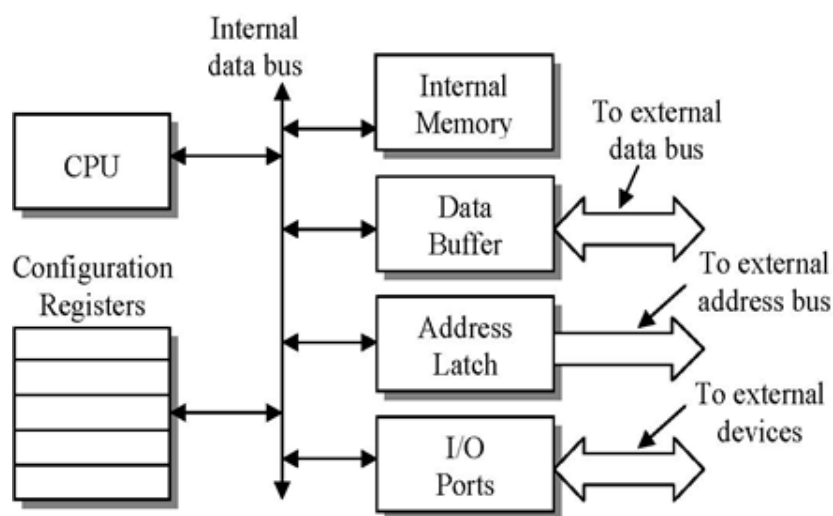 Internal
data bus
CPU
Configuration
Registers
Internal
Memory
Data
Buffer
Address
Latch
I/O
Ports
To external
data bus
To external
address bus
To external
devices